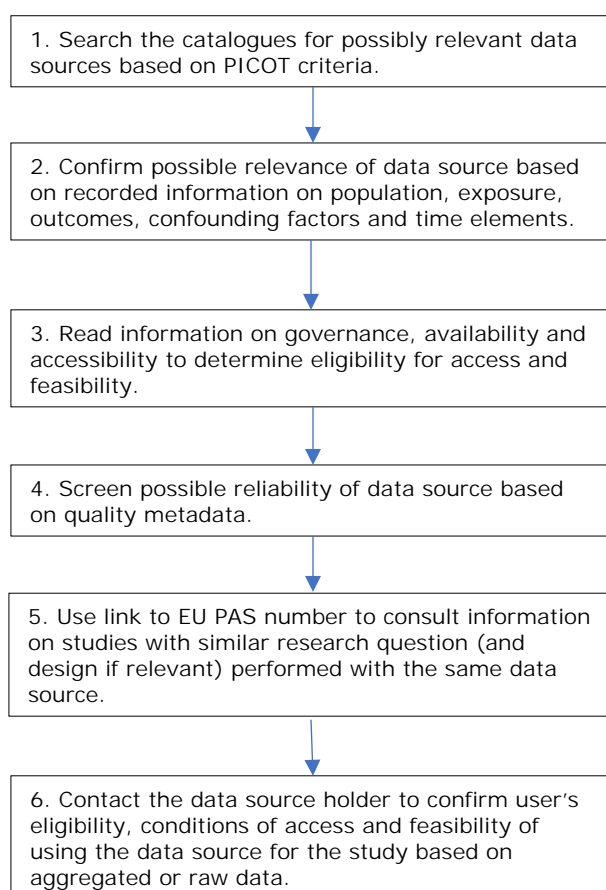 1. Search the catalogues for possibly relevant data
sources based on PICOT criteria.
2. Confirm possible relevance of data source based
on recorded information on population, exposure,
outcomes, confounding factors and time elements.
3. Read information on governance, availability and
accessibility to determine eligibility for access and
feasibility.
4. Screen possible reliability of data source based
on quality metadata.
5. Use link to EU PAS number to consult information
on studies with similar research question (and
design if relevant) performed with the same data
source.
6. Contact the data source holder to confirm user's
eligibility, conditions of access and feasibility of
using the data source for the study based on
aggregated or raw data.